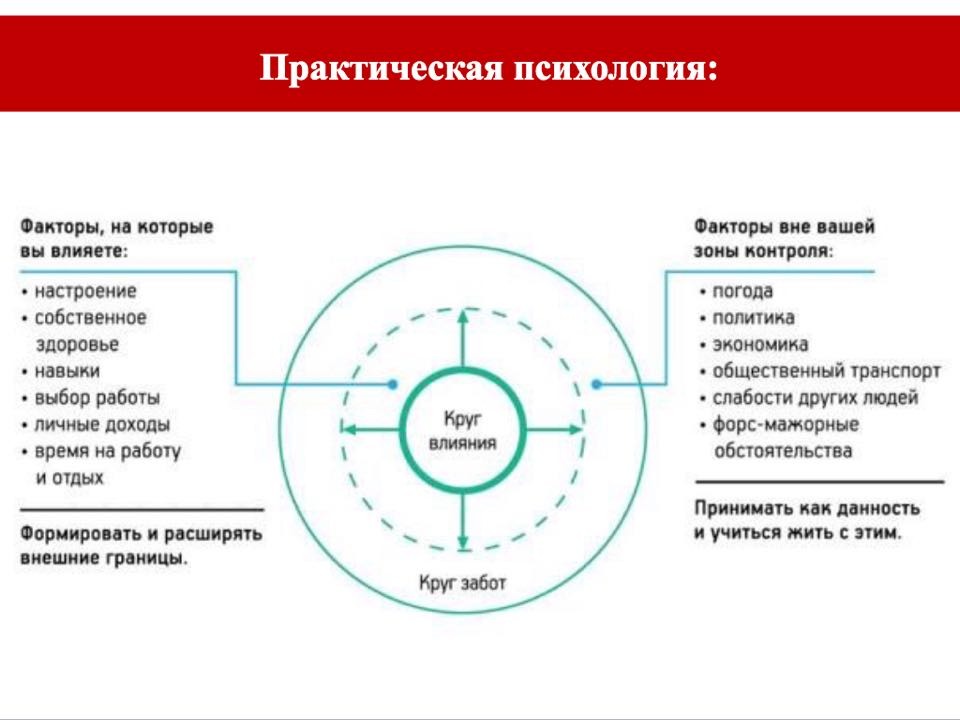 Практическая психология:
Факторы, на которые
вы влияете:
• настроение
• собственное
здоровье
• навыки
• выбор работы
• личные доходы
• время на работу
и отдых
Формировать и расширять
внешние границы.
Круг
влияния
Круг забот
Факторы вне вашей
зоны контроля:
• погода
• политика
• экономика
• общественный транспорт
• слабости других людей
• форс-мажорные
обстоятельства
Принимать как данность
и учиться жить с этим.